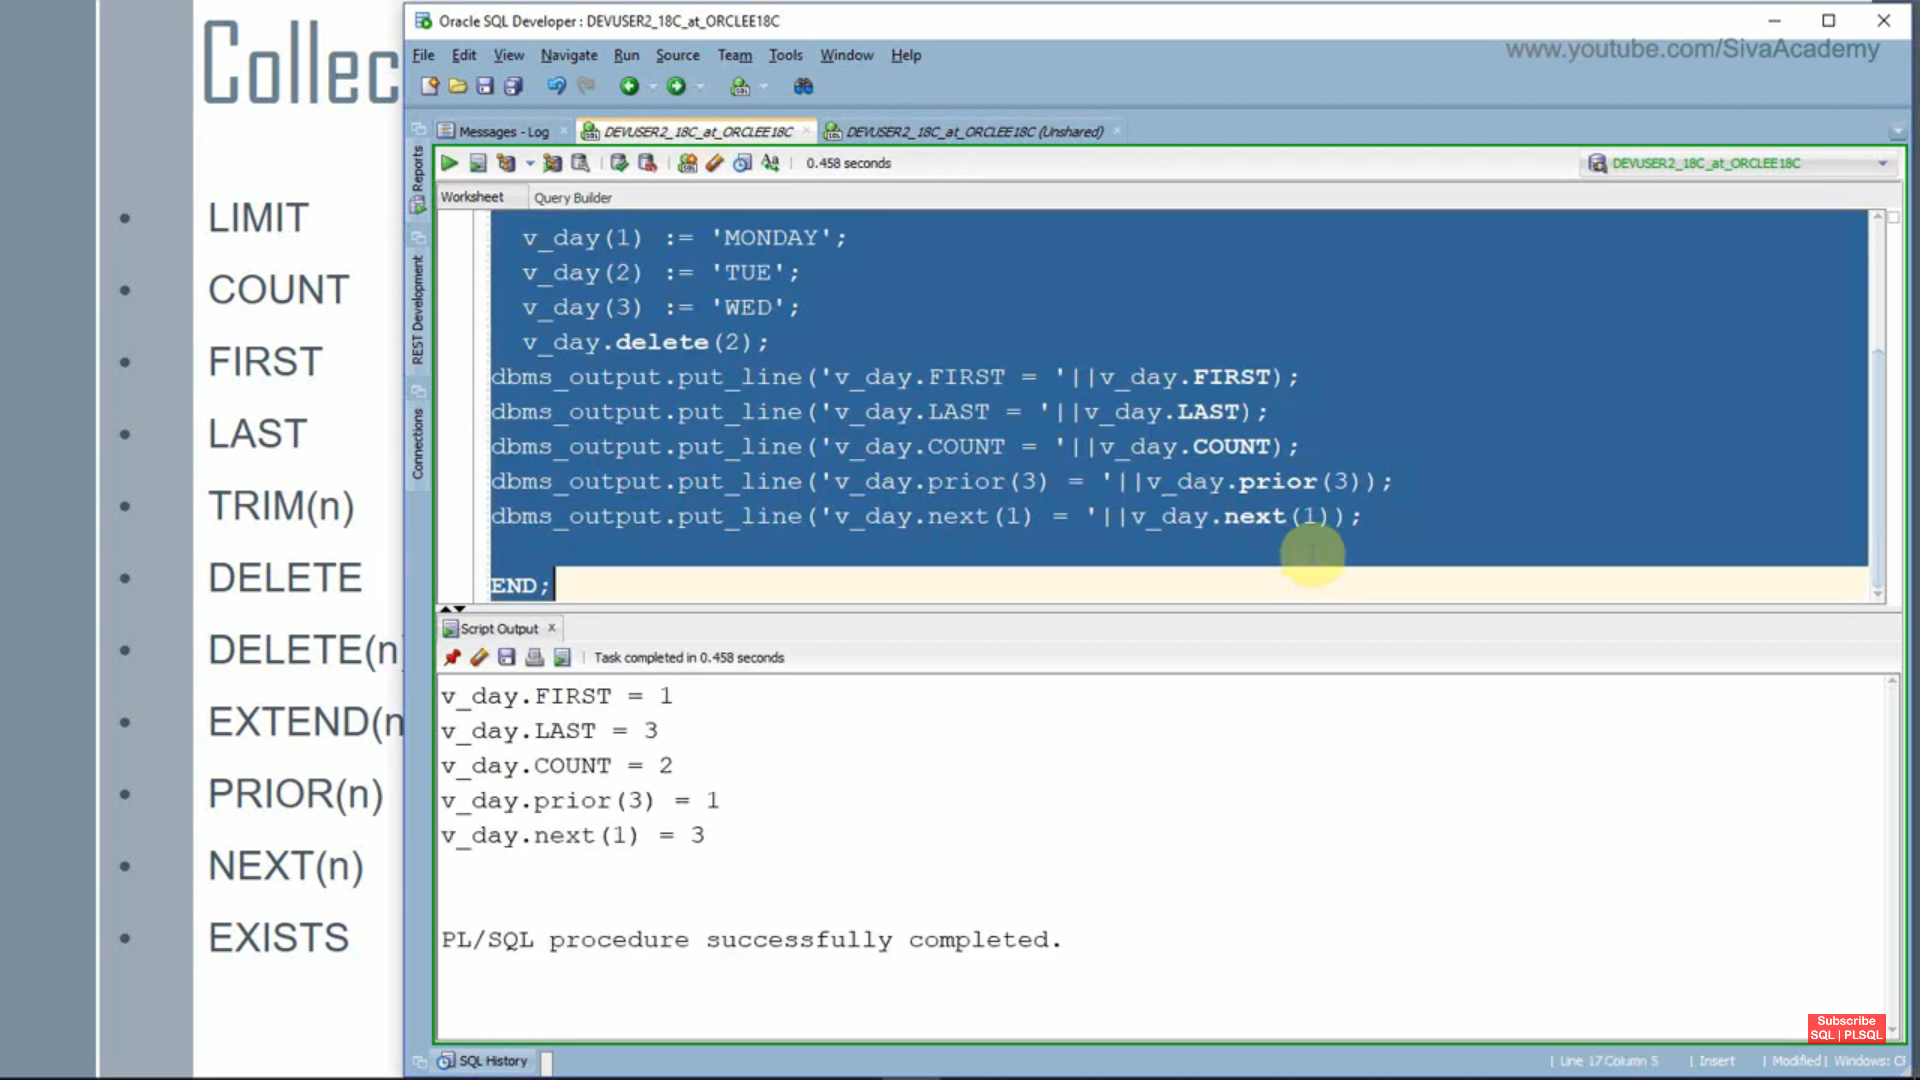 Collec
LIMIT
COUNT
FIRST
LAST
TRIM(n)
DELETE
DELETE(n)
EXTEND(n
PRIOR(n)
NEXT(n)
EXISTS
Oracle SQL Developer : DEVUSER2_18C_at_ORCLEE18C
www.youtube.com/SivaAcademy
File Edit View Navigate Run Source Team Tools Window Help
Messages - Log DEVUSER2_18C_at_ORCLEE18C DEVUSER2_18C_at_ORCLEE18C (Unshared)
Reports
REST Development
Connections
0.458 seconds DEVUSER2_18C_at_ORCLEE18C
Worksheet Query Builder
v_day(1) := 'MONDAY';
v_day(2) := 'TUE';
v_day(3) := 'WED';
v_day.delete(2);
dbms_output.put_line('v_day.FIRST = '||v_day.FIRST);
dbms_output.put_line('v_day.LAST = '||v_day.LAST);
dbms_output.put_line('v_day.COUNT = '||v_day.COUNT);
dbms_output.put_line('v_day.prior(3) = '||v_day.prior(3));
dbms_output.put_line('v_day.next(1) = '||v_day.next(1));
END;
Script Output
Task completed in 0.458 seconds
v_day.FIRST = 1
v_day.LAST = 3
v_day.COUNT = 2
v_day.prior(3) = 1
v_day.next(1) = 3
PL/SQL procedure successfully completed.
Subscribe
SQL | PLSQL
SQL History
Line 17 Column 5 | Insert | Modified | Windows: C